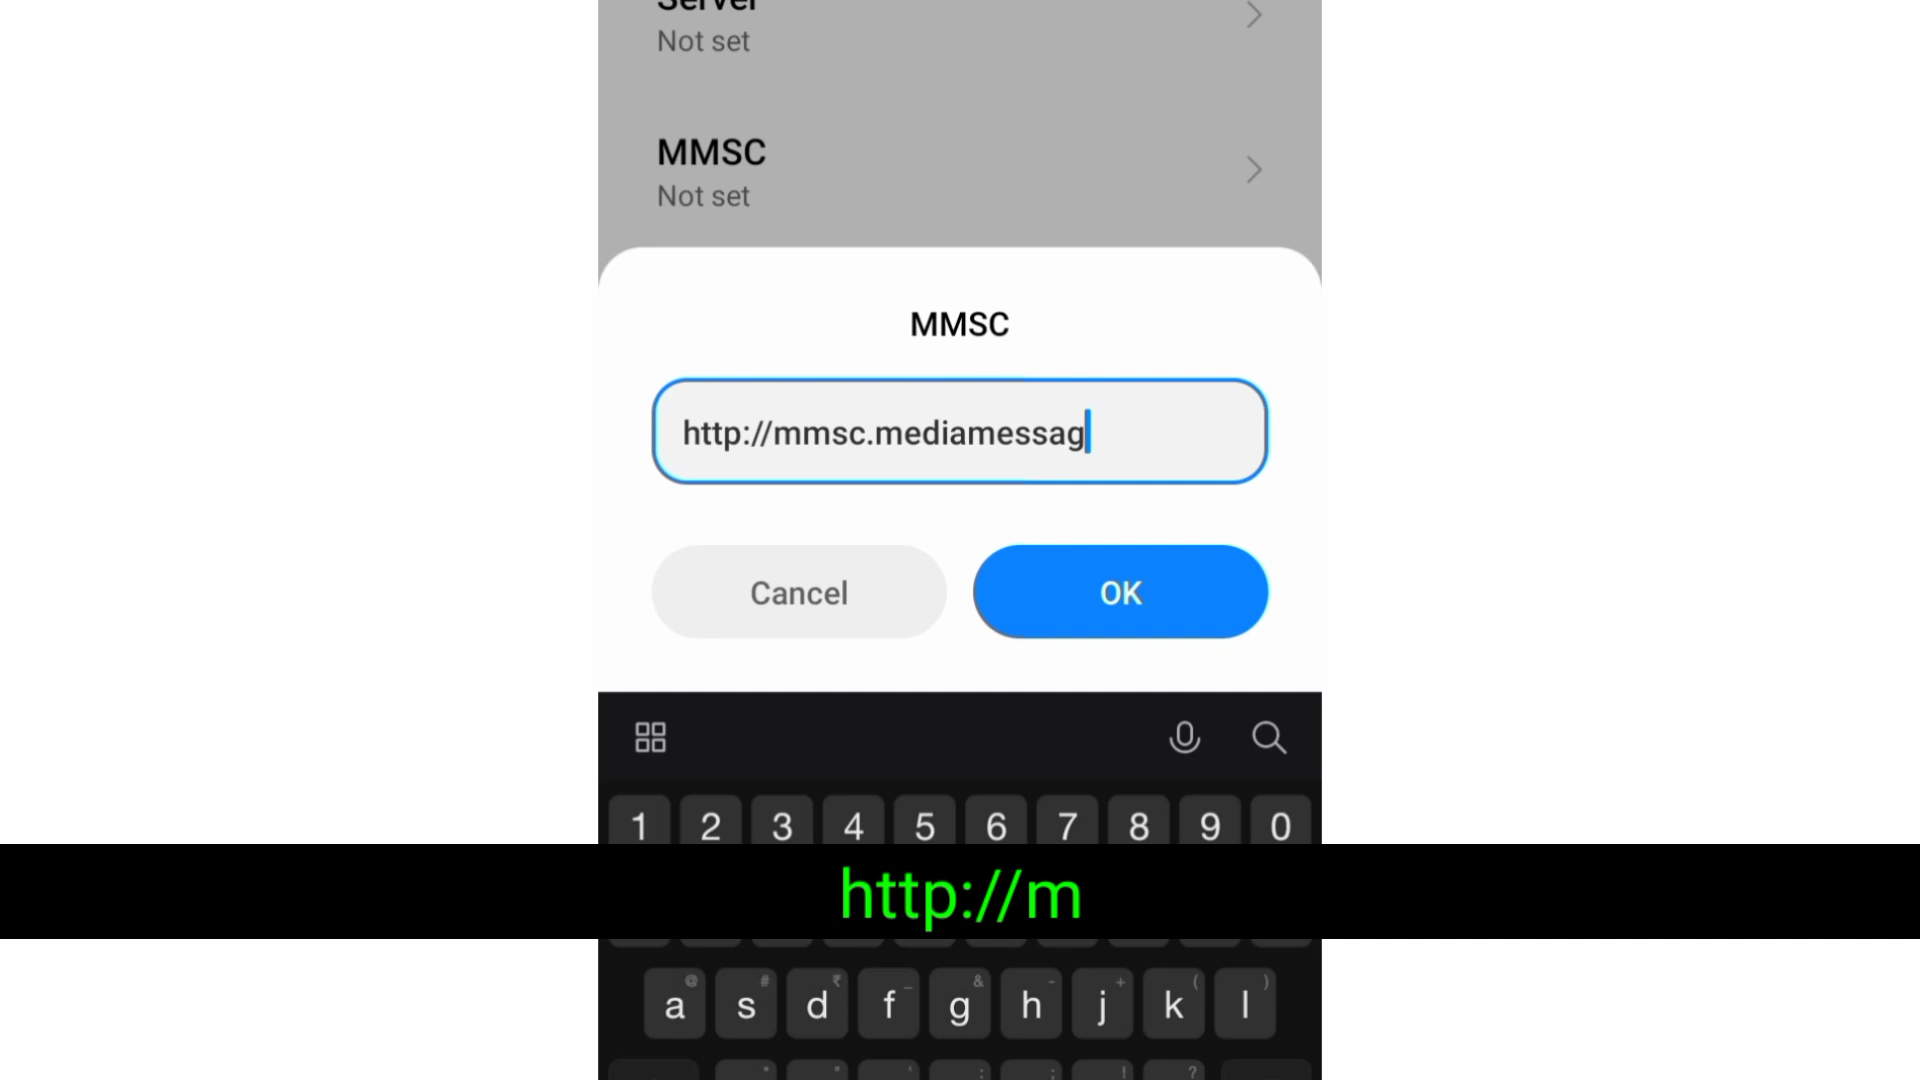 Server
Not set
MMSC
Not set
MMSC
http://mmsc.mediamessag
Cancel
OK
1 2 3 4 5 6 7 8 9 0
http://m
@ # ₹ _ & - + ( )
a s d f g h j k l
* " ' : ; ! ?